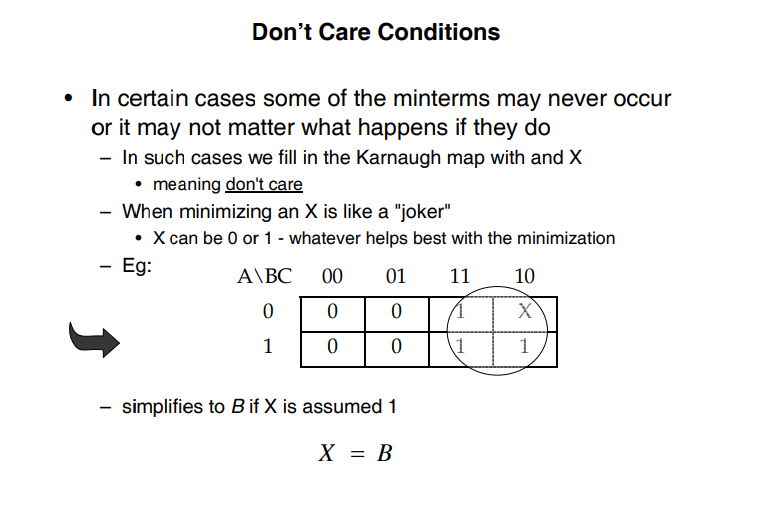 Don't Care Conditions
• In certain cases some of the minterms may never occur
or it may not matter what happens if they do
– In such cases we fill in the Karnaugh map with and X
• meaning don't care
– When minimizing an X is like a "joker"
• X can be 0 or 1 - whatever helps best with the minimization
– Eg:
A\BC 00 01 11 10
0 0 0 1 X
1 0 0 1 1
– simplifies to B if X is assumed 1
X = B